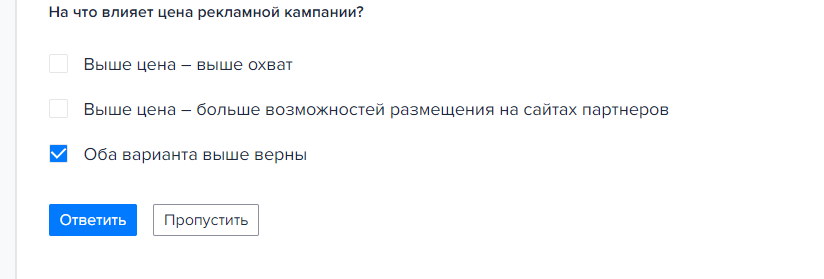 На что влияет цена рекламной кампании?
Выше цена – выше охват
Выше цена – больше возможностей размещения на сайтах партнеров
Оба варианта выше верны
Ответить Пропустить